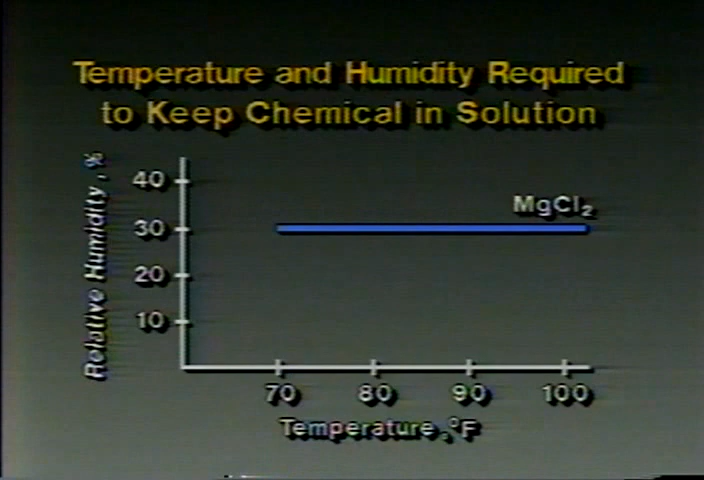 Temperature and Humidity Required
to Keep Chemical in Solution
Relative Humidity, %
40
30
20
10
MgCl₂
70 80 90 100
Temperature, °F